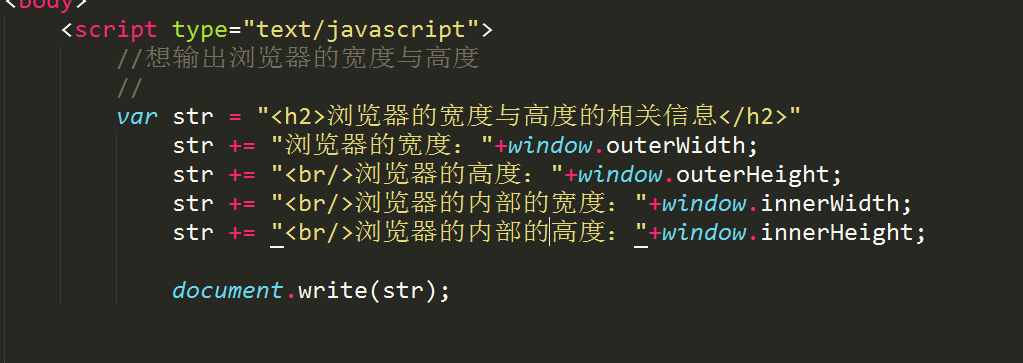 <body>
<script type="text/javascript">
//想输出浏览器的宽度与高度
//
var str = "<h2>浏览器的宽度与高度的相关信息</h2>"
str += "浏览器的宽度："+window.outerWidth;
str += "<br/>浏览器的高度："+window.outerHeight;
str += "<br/>浏览器的内部的宽度："+window.innerWidth;
str += "<br/>浏览器的内部的高度："+window.innerHeight;
document.write(str);